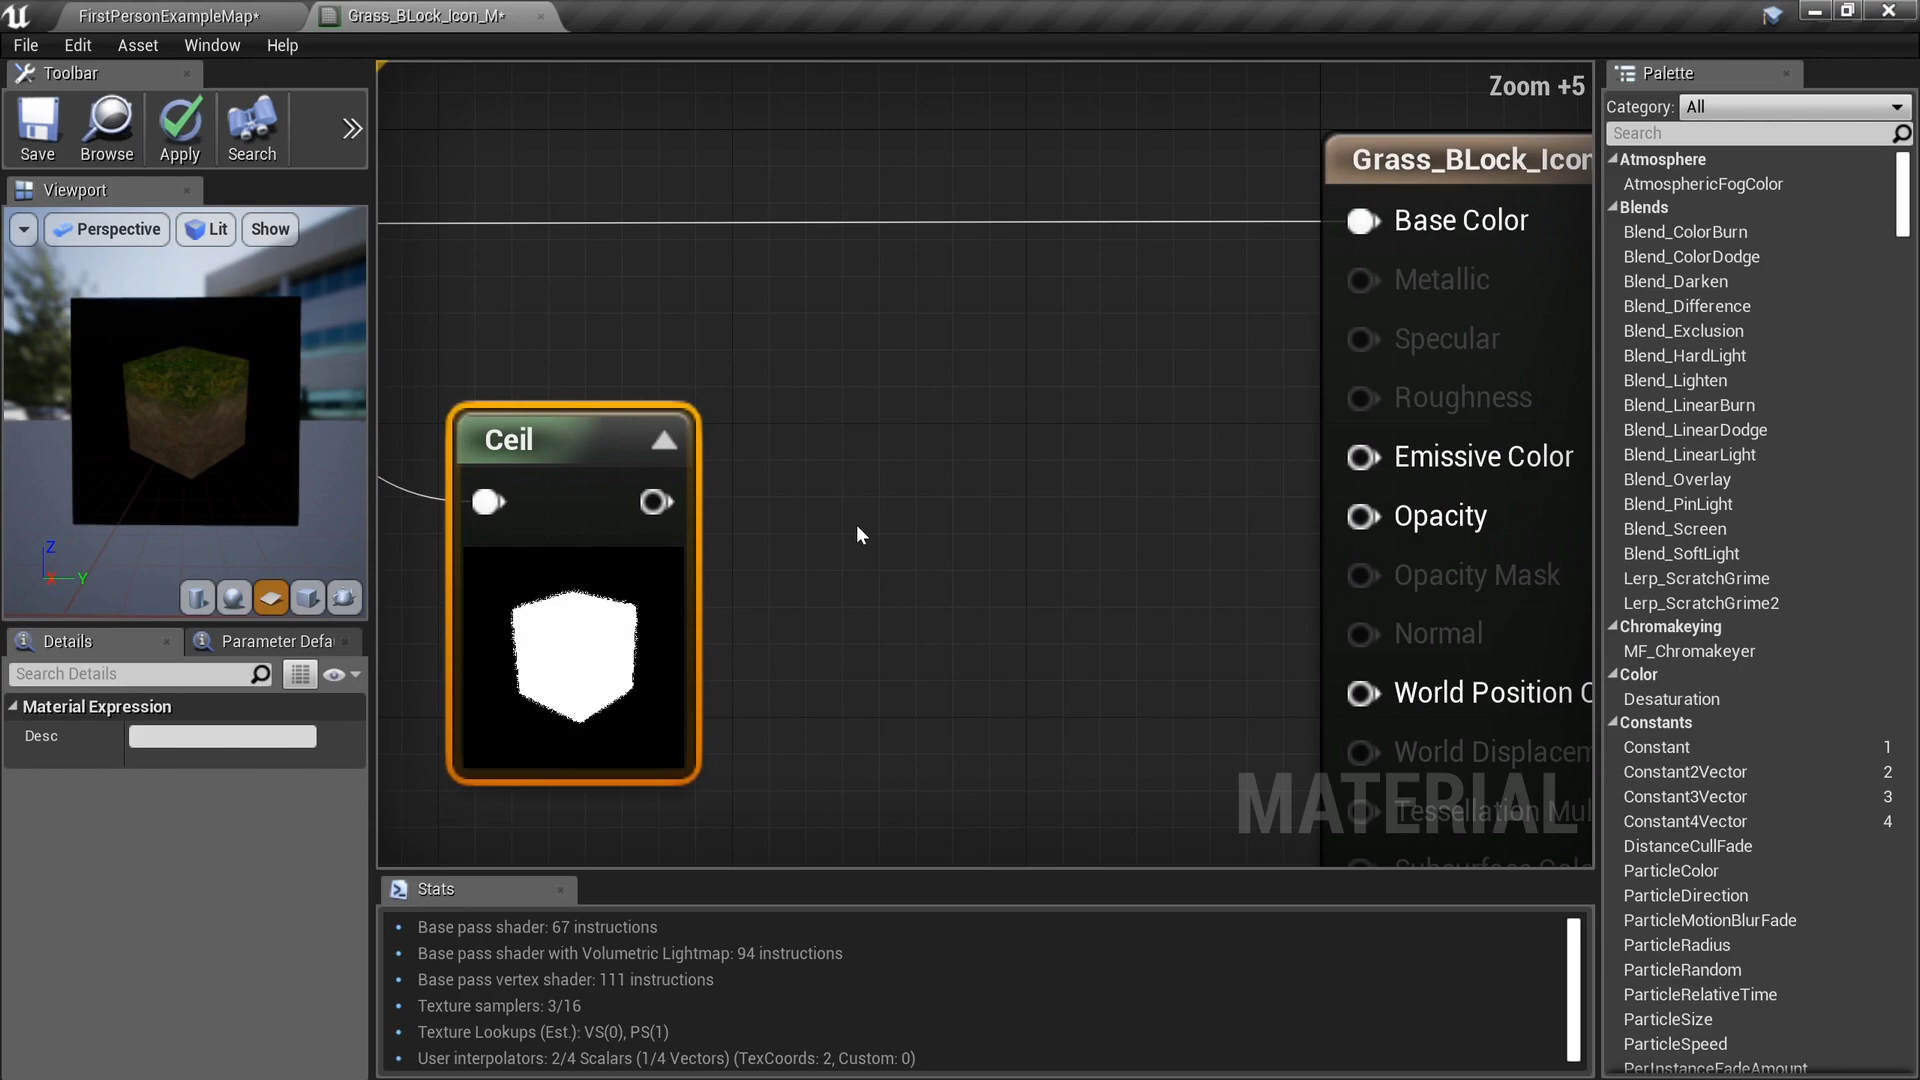 FirstPersonExampleMap*
Grass_BLock_Icon_M*
File Edit Asset Window Help
Toolbar
Save Browse Apply Search
Viewport
Perspective Lit Show
Z
X Y
Details
Parameter Defa
Search Details
Material Expression
Desc
Zoom +5
Grass_BLock_Icon
Base Color
Metallic
Specular
Roughness
Emissive Color
Opacity
Opacity Mask
Normal
World Position O
World Displacem
Tessellation Mul
MATERIAL
Ceil
Stats
Base pass shader: 67 instructions
Base pass shader with Volumetric Lightmap: 94 instructions
Base pass vertex shader: 111 instructions
Texture samplers: 3/16
Texture Lookups (Est.): VS(0), PS(1)
User interpolators: 2/4 Scalars (1/4 Vectors) (TexCoords: 2, Custom: 0)
Palette
Category: All
Search
Atmosphere
AtmosphericFogColor
Blends
Blend_ColorBurn
Blend_ColorDodge
Blend_Darken
Blend_Difference
Blend_Exclusion
Blend_HardLight
Blend_Lighten
Blend_LinearBurn
Blend_LinearDodge
Blend_LinearLight
Blend_Overlay
Blend_PinLight
Blend_Screen
Blend_SoftLight
Lerp_ScratchGrime
Lerp_ScratchGrime2
Chromakeying
MF_Chromakeyer
Color
Desaturation
Constants
Constant 1
Constant2Vector 2
Constant3Vector 3
Constant4Vector 4
DistanceCullFade
ParticleColor
ParticleDirection
ParticleMotionBlurFade
ParticleRadius
ParticleRandom
ParticleRelativeTime
ParticleSize
ParticleSpeed
PerInstanceFadeAmount